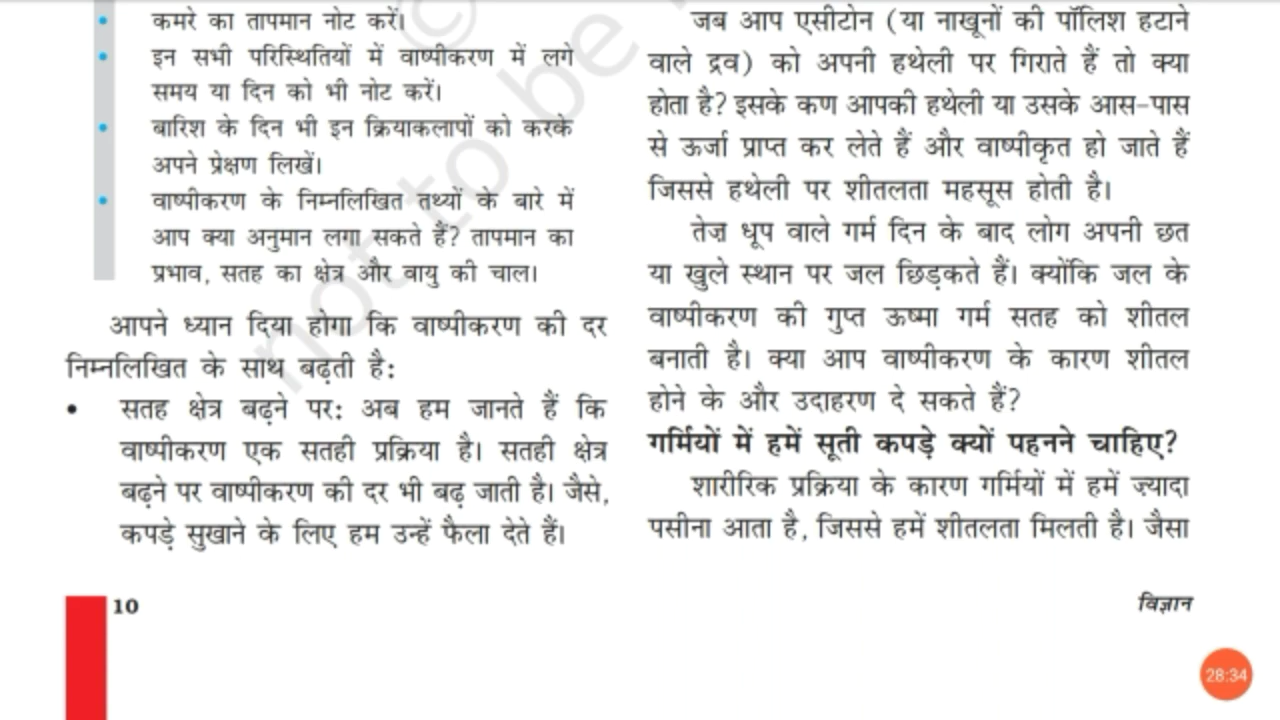 कमरे का तापमान नोट करें।
इन सभी परिस्थितियों में वाष्पीकरण में लगे
समय या दिन को भी नोट करें।
बारिश के दिन भी इन क्रियाकलापों को करके
अपने प्रेक्षण लिखें।
वाष्पीकरण के निम्नलिखित तथ्यों के बारे में
आप क्या अनुमान लगा सकते हैं? तापमान का
प्रभाव, सतह का क्षेत्र और वायु की चाल।
आपने ध्यान दिया होगा कि वाष्पीकरण की दर
निम्नलिखित के साथ बढ़ती है:
• सतह क्षेत्र बढ़ने पर: अब हम जानते हैं कि
वाष्पीकरण एक सतही प्रक्रिया है। सतही क्षेत्र
बढ़ने पर वाष्पीकरण की दर भी बढ़ जाती है। जैसे,
कपड़े सुखाने के लिए हम उन्हें फैला देते हैं।
जब आप एसीटोन (या नाखूनों की पॉलिश हटाने
वाले द्रव) को अपनी हथेली पर गिराते हैं तो क्या
होता है? इसके कण आपकी हथेली या उसके आस-पास
से ऊर्जा प्राप्त कर लेते हैं और वाष्पीकृत हो जाते हैं
जिससे हथेली पर शीतलता महसूस होती है।
तेज़ धूप वाले गर्म दिन के बाद लोग अपनी छत
या खुले स्थान पर जल छिड़कते हैं। क्योंकि जल के
वाष्पीकरण की गुप्त ऊष्मा गर्म सतह को शीतल
बनाती है। क्या आप वाष्पीकरण के कारण शीतल
होने के और उदाहरण दे सकते हैं?
गर्मियों में हमें सूती कपड़े क्यों पहनने चाहिए?
शारीरिक प्रक्रिया के कारण गर्मियों में हमें ज़्यादा
पसीना आता है, जिससे हमें शीतलता मिलती है। जैसा
10
विज्ञान
28:34
© not to be